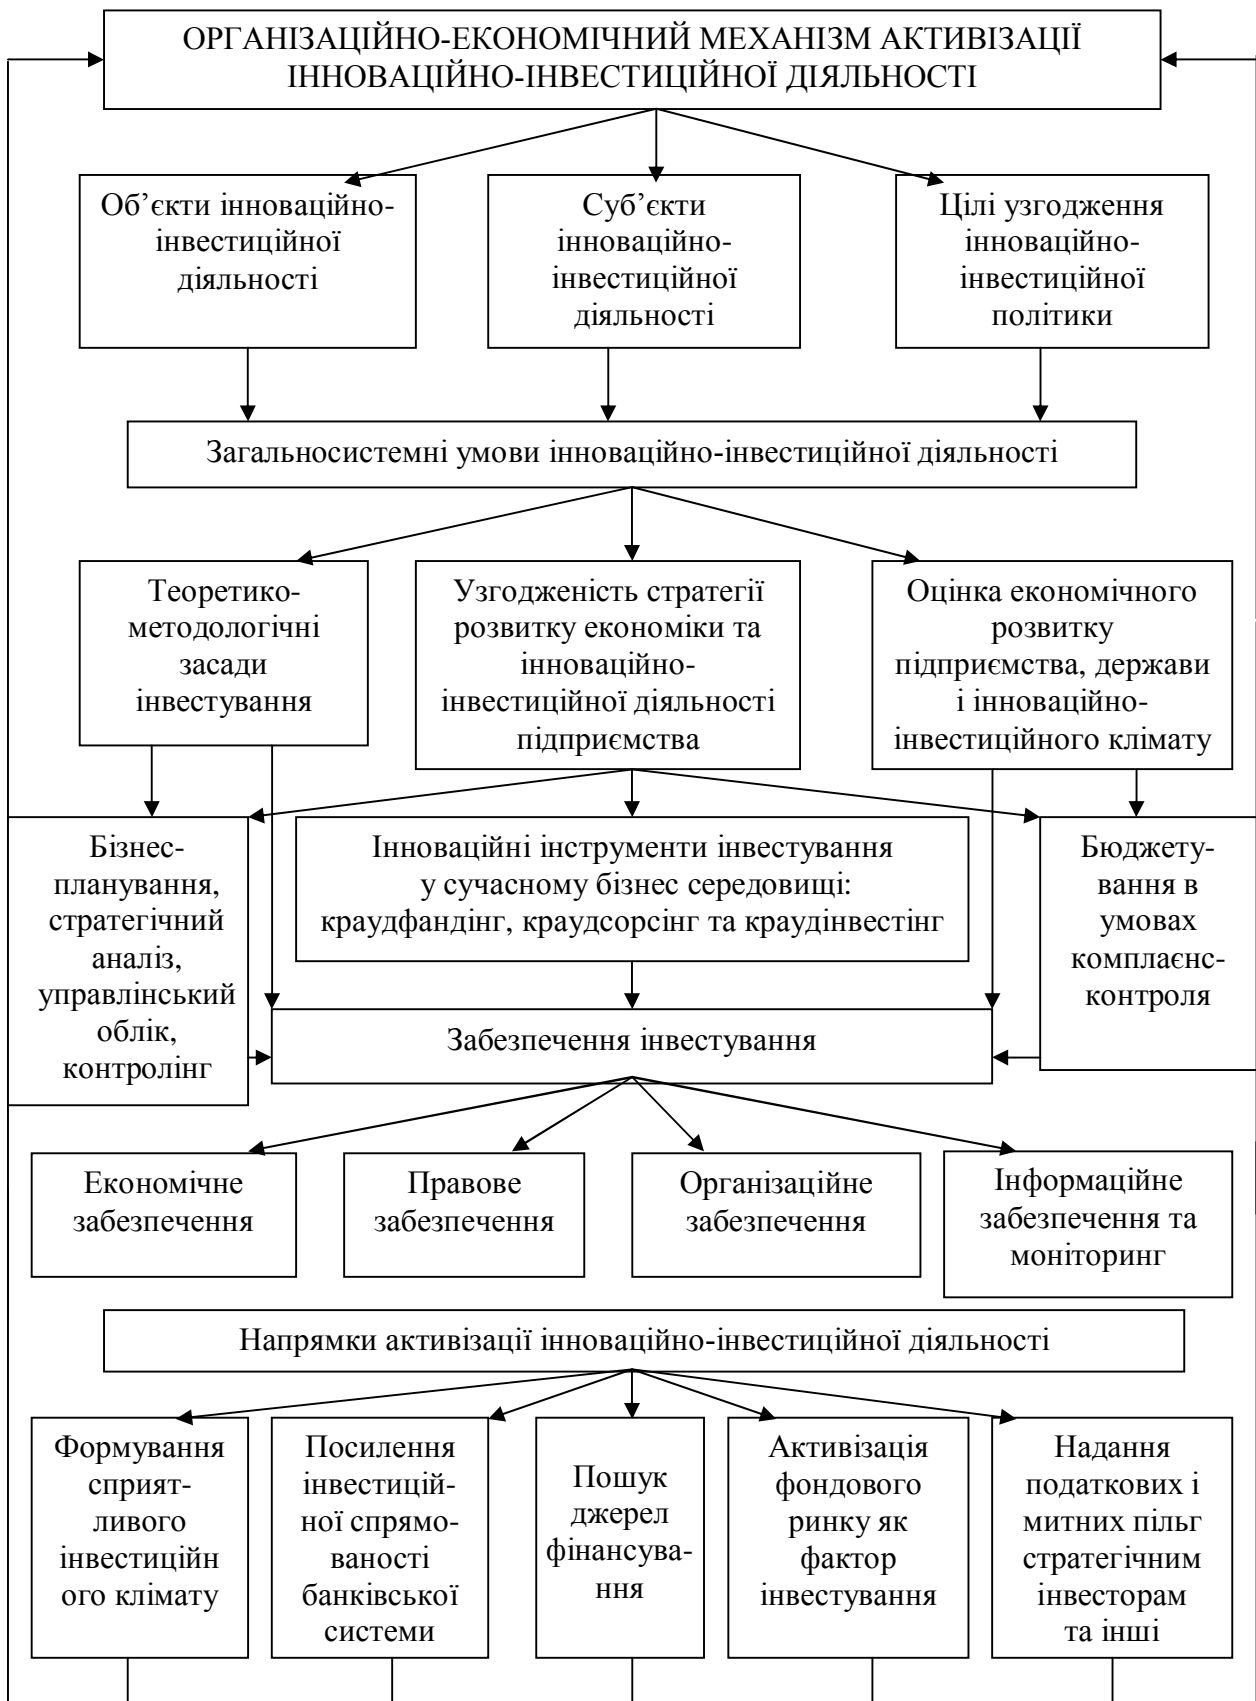 ОРГАНІЗАЦІЙНО-ЕКОНОМІЧНИЙ МЕХАНІЗМ АКТИВІЗАЦІЇ
ІННОВАЦІЙНО-ІНВЕСТИЦІЙНОЇ ДІЯЛЬНОСТІ
Об’єкти інноваційно-
інвестиційної
діяльності
Суб’єкти
інноваційно-
інвестиційної
діяльності
Цілі узгодження
інноваційно-
інвестиційної
політики
Загальносистемні умови інноваційно-інвестиційної діяльності
Теоретико-
методологічні
засади
інвестування
Узгодженість стратегії
розвитку економіки та
інноваційно-
інвестиційної діяльності
підприємства
Оцінка економічного
розвитку
підприємства, держави
і інноваційно-
інвестиційного клімату
Бізнес-
планування,
стратегічний
аналіз,
управлінський
облік,
контролінг
Інноваційні інструменти інвестування
у сучасному бізнес середовищі:
краудфандінг, краудсорсінг та краудінвестінг
Бюджету-
вання в
умовах
комплаєнс-
контроля
Забезпечення інвестування
Економічне
забезпечення
Правове
забезпечення
Організаційне
забезпечення
Інформаційне
забезпечення та
моніторинг
Напрямки активізації інноваційно-інвестиційної діяльності
Формування
сприят-
ливого
інвестиційн
ого клімату
Посилення
інвестицій-
ної спрямо-
ваності
банківської
системи
Пошук
джерел
фінансува-
ння
Активізація
фондового
ринку як
фактор
інвестування
Надання
податкових і
митних пільг
стратегічним
інвесторам
та інші